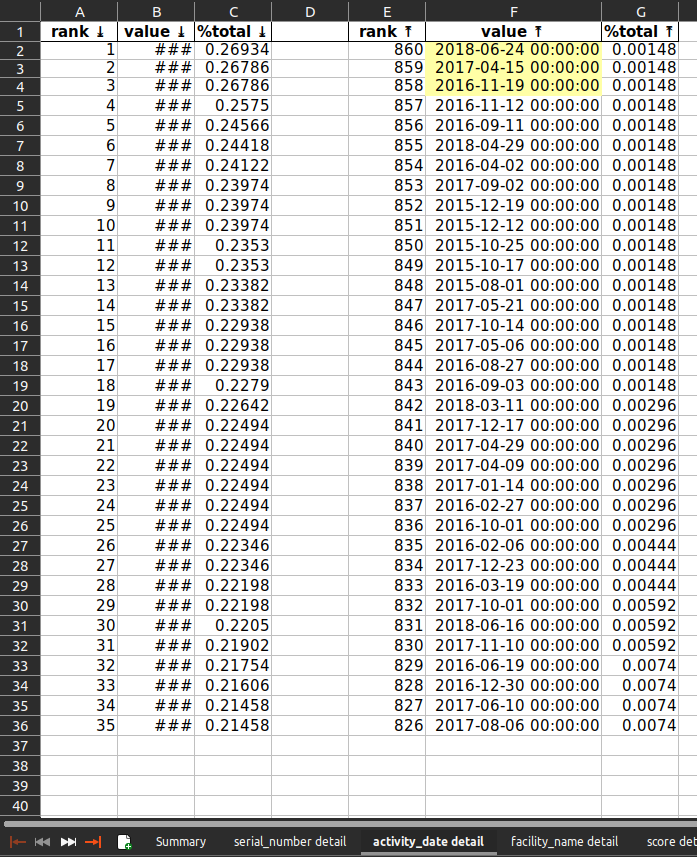 A B C D E F G
1 rank ⤓ value ⤓ %total ⤓ rank ⤒ value ⤒ %total ⤒
2 1 ### 0.26934 860 2018-06-24 00:00:00 0.00148
3 2 ### 0.26786 859 2017-04-15 00:00:00 0.00148
4 3 ### 0.26786 858 2016-11-19 00:00:00 0.00148
5 4 ### 0.2575 857 2016-11-12 00:00:00 0.00148
6 5 ### 0.24566 856 2016-09-11 00:00:00 0.00148
7 6 ### 0.24418 855 2018-04-29 00:00:00 0.00148
8 7 ### 0.24122 854 2016-04-02 00:00:00 0.00148
9 8 ### 0.23974 853 2017-09-02 00:00:00 0.00148
10 9 ### 0.23974 852 2015-12-19 00:00:00 0.00148
11 10 ### 0.23974 851 2015-12-12 00:00:00 0.00148
12 11 ### 0.2353 850 2015-10-25 00:00:00 0.00148
13 12 ### 0.2353 849 2015-10-17 00:00:00 0.00148
14 13 ### 0.23382 848 2015-08-01 00:00:00 0.00148
15 14 ### 0.23382 847 2017-05-21 00:00:00 0.00148
16 15 ### 0.22938 846 2017-10-14 00:00:00 0.00148
17 16 ### 0.22938 845 2017-05-06 00:00:00 0.00148
18 17 ### 0.22938 844 2016-08-27 00:00:00 0.00148
19 18 ### 0.2279 843 2016-09-03 00:00:00 0.00148
20 19 ### 0.22642 842 2018-03-11 00:00:00 0.00296
21 20 ### 0.22494 841 2017-12-17 00:00:00 0.00296
22 21 ### 0.22494 840 2017-04-29 00:00:00 0.00296
23 22 ### 0.22494 839 2017-04-09 00:00:00 0.00296
24 23 ### 0.22494 838 2017-01-14 00:00:00 0.00296
25 24 ### 0.22494 837 2016-02-27 00:00:00 0.00296
26 25 ### 0.22494 836 2016-10-01 00:00:00 0.00296
27 26 ### 0.22346 835 2016-02-06 00:00:00 0.00444
28 27 ### 0.22346 834 2017-12-23 00:00:00 0.00444
29 28 ### 0.22198 833 2016-03-19 00:00:00 0.00444
30 29 ### 0.22198 832 2017-10-01 00:00:00 0.00592
31 30 ### 0.2205 831 2018-06-16 00:00:00 0.00592
32 31 ### 0.21902 830 2017-11-10 00:00:00 0.00592
33 32 ### 0.21754 829 2016-06-19 00:00:00 0.0074
34 33 ### 0.21606 828 2016-12-30 00:00:00 0.0074
35 34 ### 0.21458 827 2017-06-10 00:00:00 0.0074
36 35 ### 0.21458 826 2017-08-06 00:00:00 0.0074
37
38
39
40
Summary serial_number detail activity_date detail facility_name detail score det